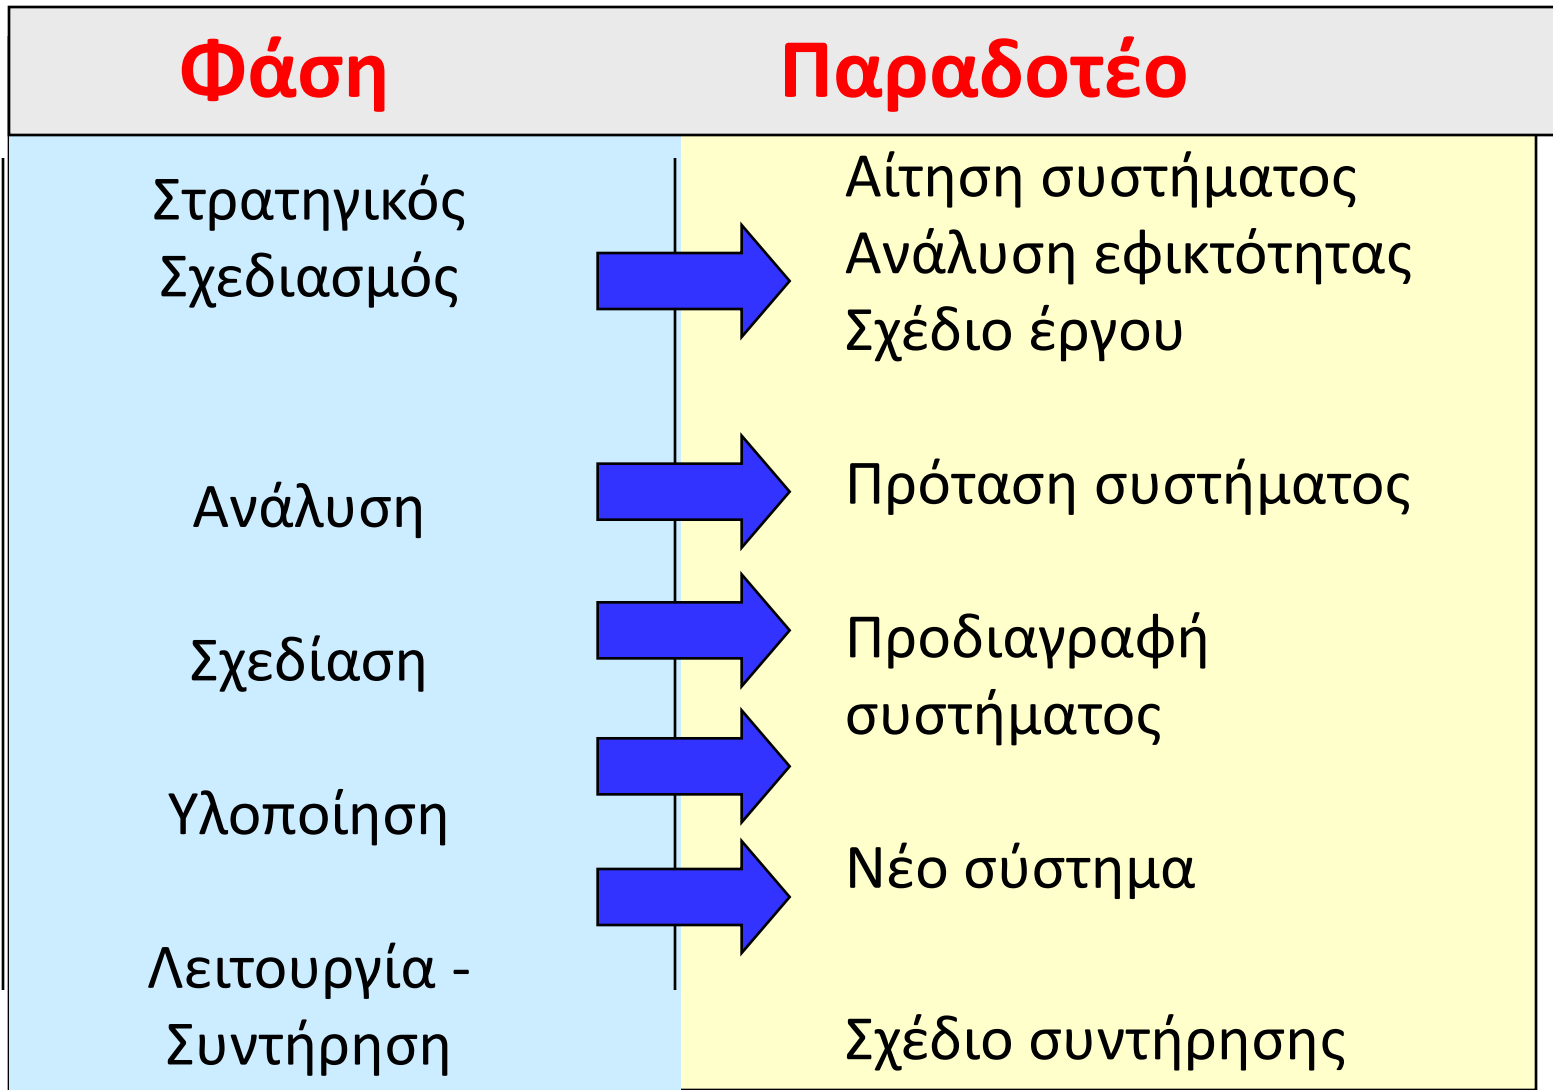 Φάση
Παραδοτέο
Στρατηγικός
Σχεδιασμός
Αίτηση συστήματος
Ανάλυση εφικτότητας
Σχέδιο έργου
Ανάλυση
Πρόταση συστήματος
Σχεδίαση
Προδιαγραφή
συστήματος
Υλοποίηση
Νέο σύστημα
Λειτουργία -
Συντήρηση
Σχέδιο συντήρησης